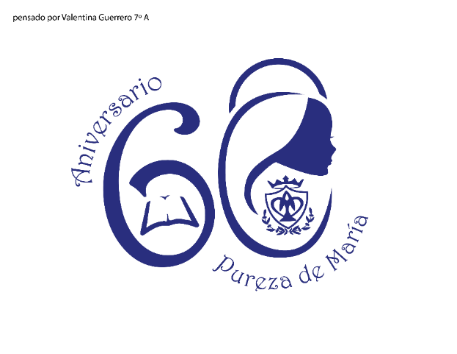 pensado por Valentina Guerrero 7º A
Aniversario
60
Pureza de María